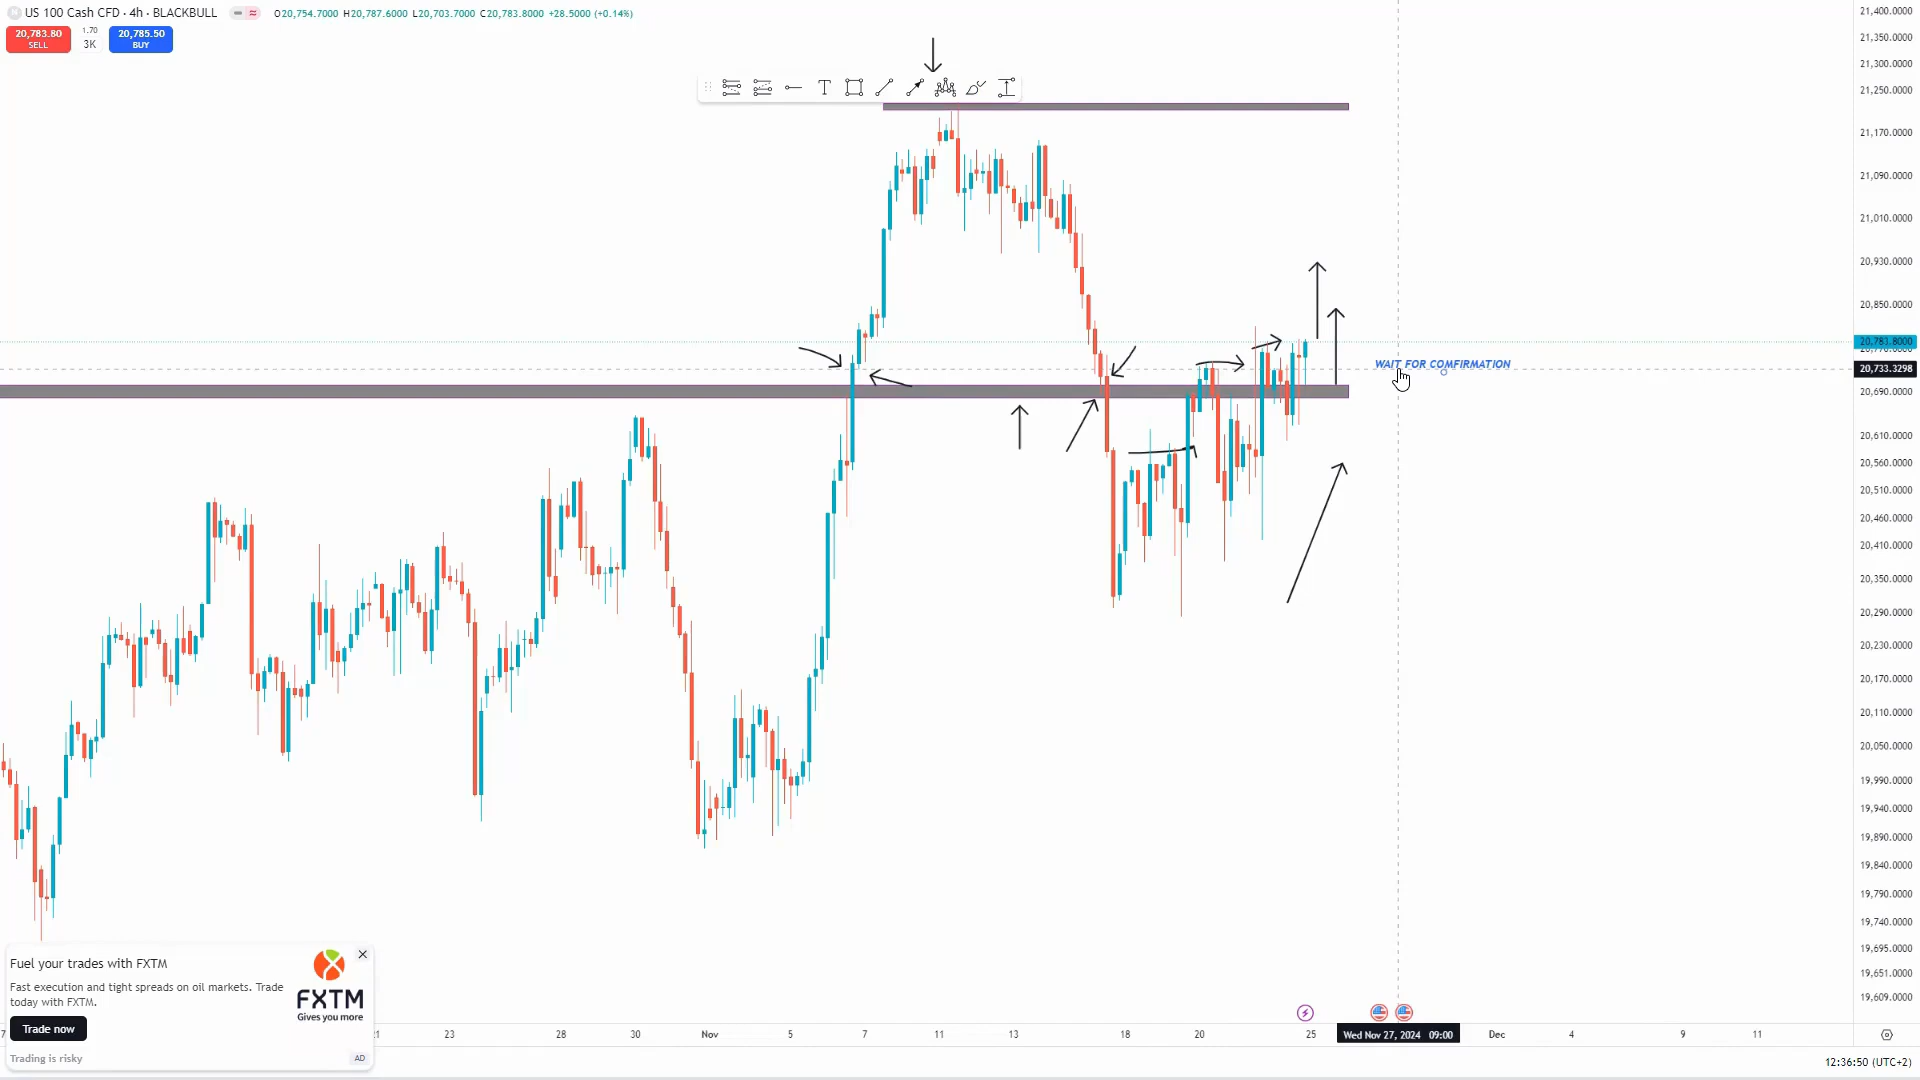 US 100 Cash CFD · 4h · BLACKBULL
O20,754.7000 H20,787.6000 L20,703.7000 C20,783.8000 +28.5000 (+0.14%)
20,783.80
SELL
1.70
3K
20,785.50
BUY
T
21,400.0000
21,350.0000
21,300.0000
21,250.0000
21,170.0000
21,090.0000
21,010.0000
20,930.0000
20,850.0000
20,783.8000
20,733.3298
20,690.0000
20,610.0000
20,560.0000
20,510.0000
20,460.0000
20,410.0000
20,350.0000
20,290.0000
20,230.0000
20,170.0000
20,110.0000
20,050.0000
19,990.0000
19,940.0000
19,890.0000
19,840.0000
19,790.0000
19,740.0000
19,695.0000
19,651.0000
19,609.0000
WAIT FOR COMFIRMATION
Fuel your trades with FXTM
Fast execution and tight spreads on oil markets. Trade
today with FXTM.
Trade now
Trading is risky
FXTM
Gives you more
AD
23 28 30 Nov 5 7 11 13 18 20 25 Wed Nov 27, 2024 09:00 Dec 4 9 11
12:36:50 (UTC+2)